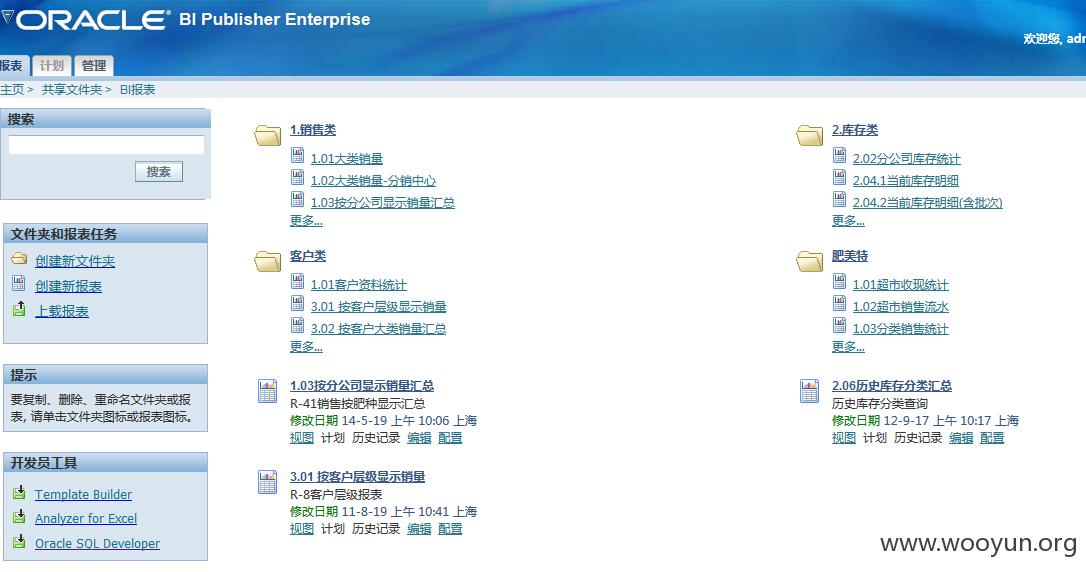 ORACLE® BI Publisher Enterprise
欢迎您, adm
报表 计划 管理
主页 > 共享文件夹 > BI报表
搜索
搜索
文件夹和报表任务
创建新文件夹
创建新报表
上载报表
提示
要复制、删除、重命名文件夹或报
表, 请单击文件夹图标或报表图标。
开发员工具
Template Builder
Analyzer for Excel
Oracle SQL Developer
1.销售类
1.01大类销量
1.02大类销量-分销中心
1.03按分公司显示销量汇总
更多...
2.库存类
2.02分公司库存统计
2.04.1当前库存明细
2.04.2当前库存明细(含批次)
更多...
客户类
1.01客户资料统计
3.01 按客户层级显示销量
3.02 按客户大类销量汇总
更多...
肥美特
1.01超市收现统计
1.02超市销售流水
1.03分类销售统计
更多...
1.03按分公司显示销量汇总
R-41销售按肥种显示汇总
修改日期 14-5-19 上午 10:06 上海
视图 计划 历史记录 编辑 配置
2.06历史库存分类汇总
历史库存分类查询
修改日期 12-9-17 上午 10:17 上海
视图 计划 历史记录 编辑 配置
3.01 按客户层级显示销量
R-8客户层级报表
修改日期 11-8-19 上午 10:41 上海
视图 计划 历史记录 编辑 配置
www.wooyun.org